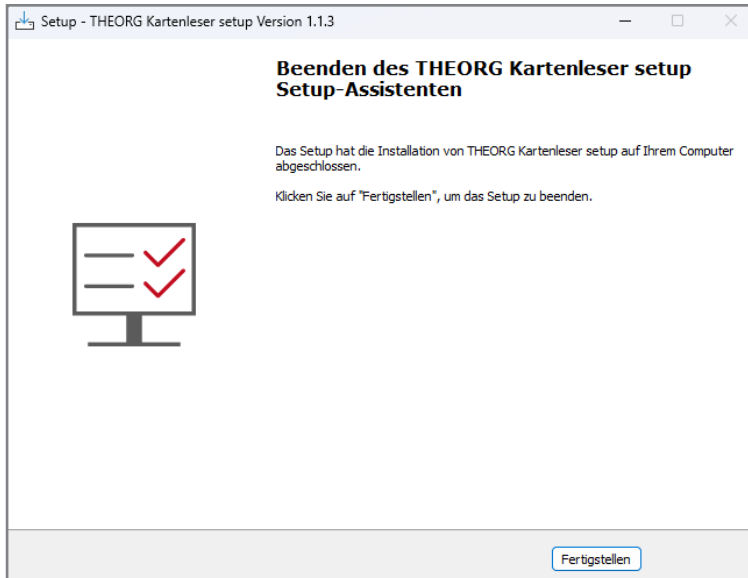 Setup - THEORG Kartenleser setup Version 1.1.3
Beenden des THEORG Kartenleser setup
Setup-Assistenten
Das Setup hat die Installation von THEORG Kartenleser setup auf Ihrem Computer
abgeschlossen.
Klicken Sie auf "Fertigstellen", um das Setup zu beenden.
Fertigstellen